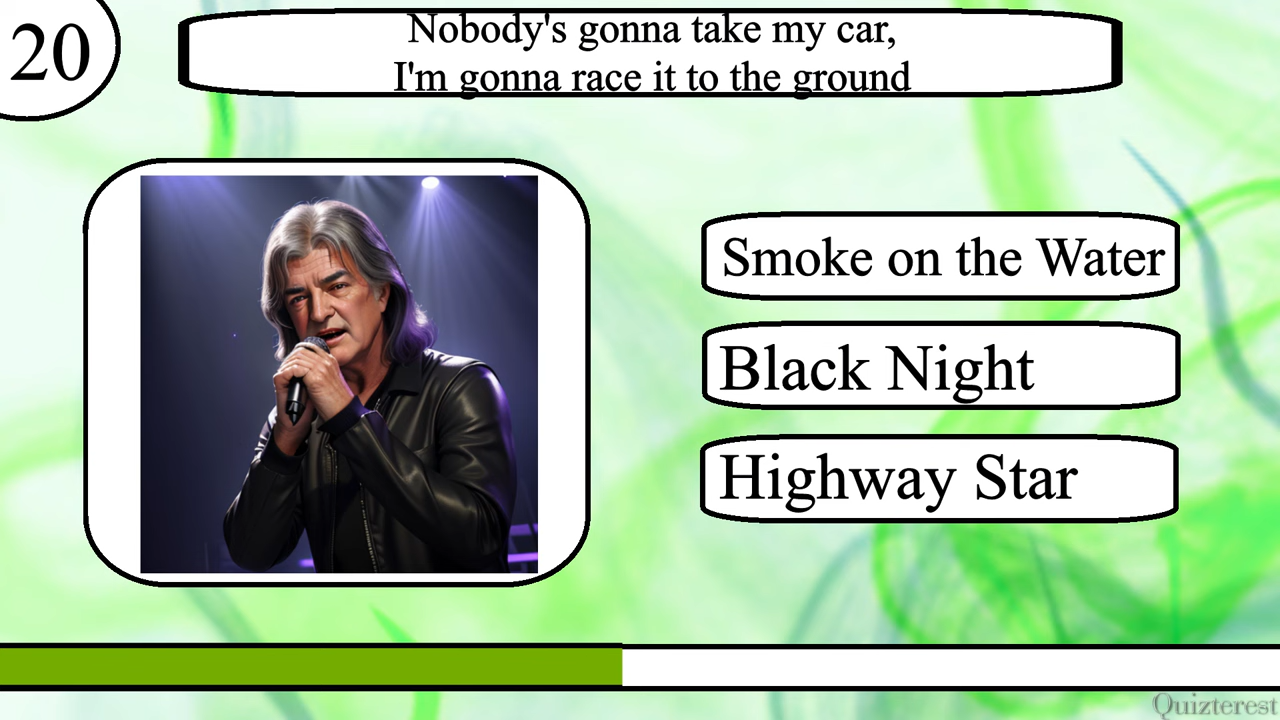 20
Nobody's gonna take my car,
I'm gonna race it to the ground
Smoke on the Water
Black Night
Highway Star
Quizterest